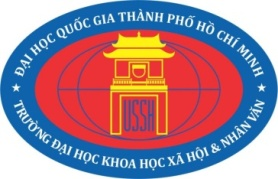 ĐẠI HỌC QUỐC GIA THÀNH PHỐ HỒ CHÍ MINH
USSH
TRƯỜNG ĐẠI HỌC KHOA HỌC XÃ HỘI & NHÂN VĂN